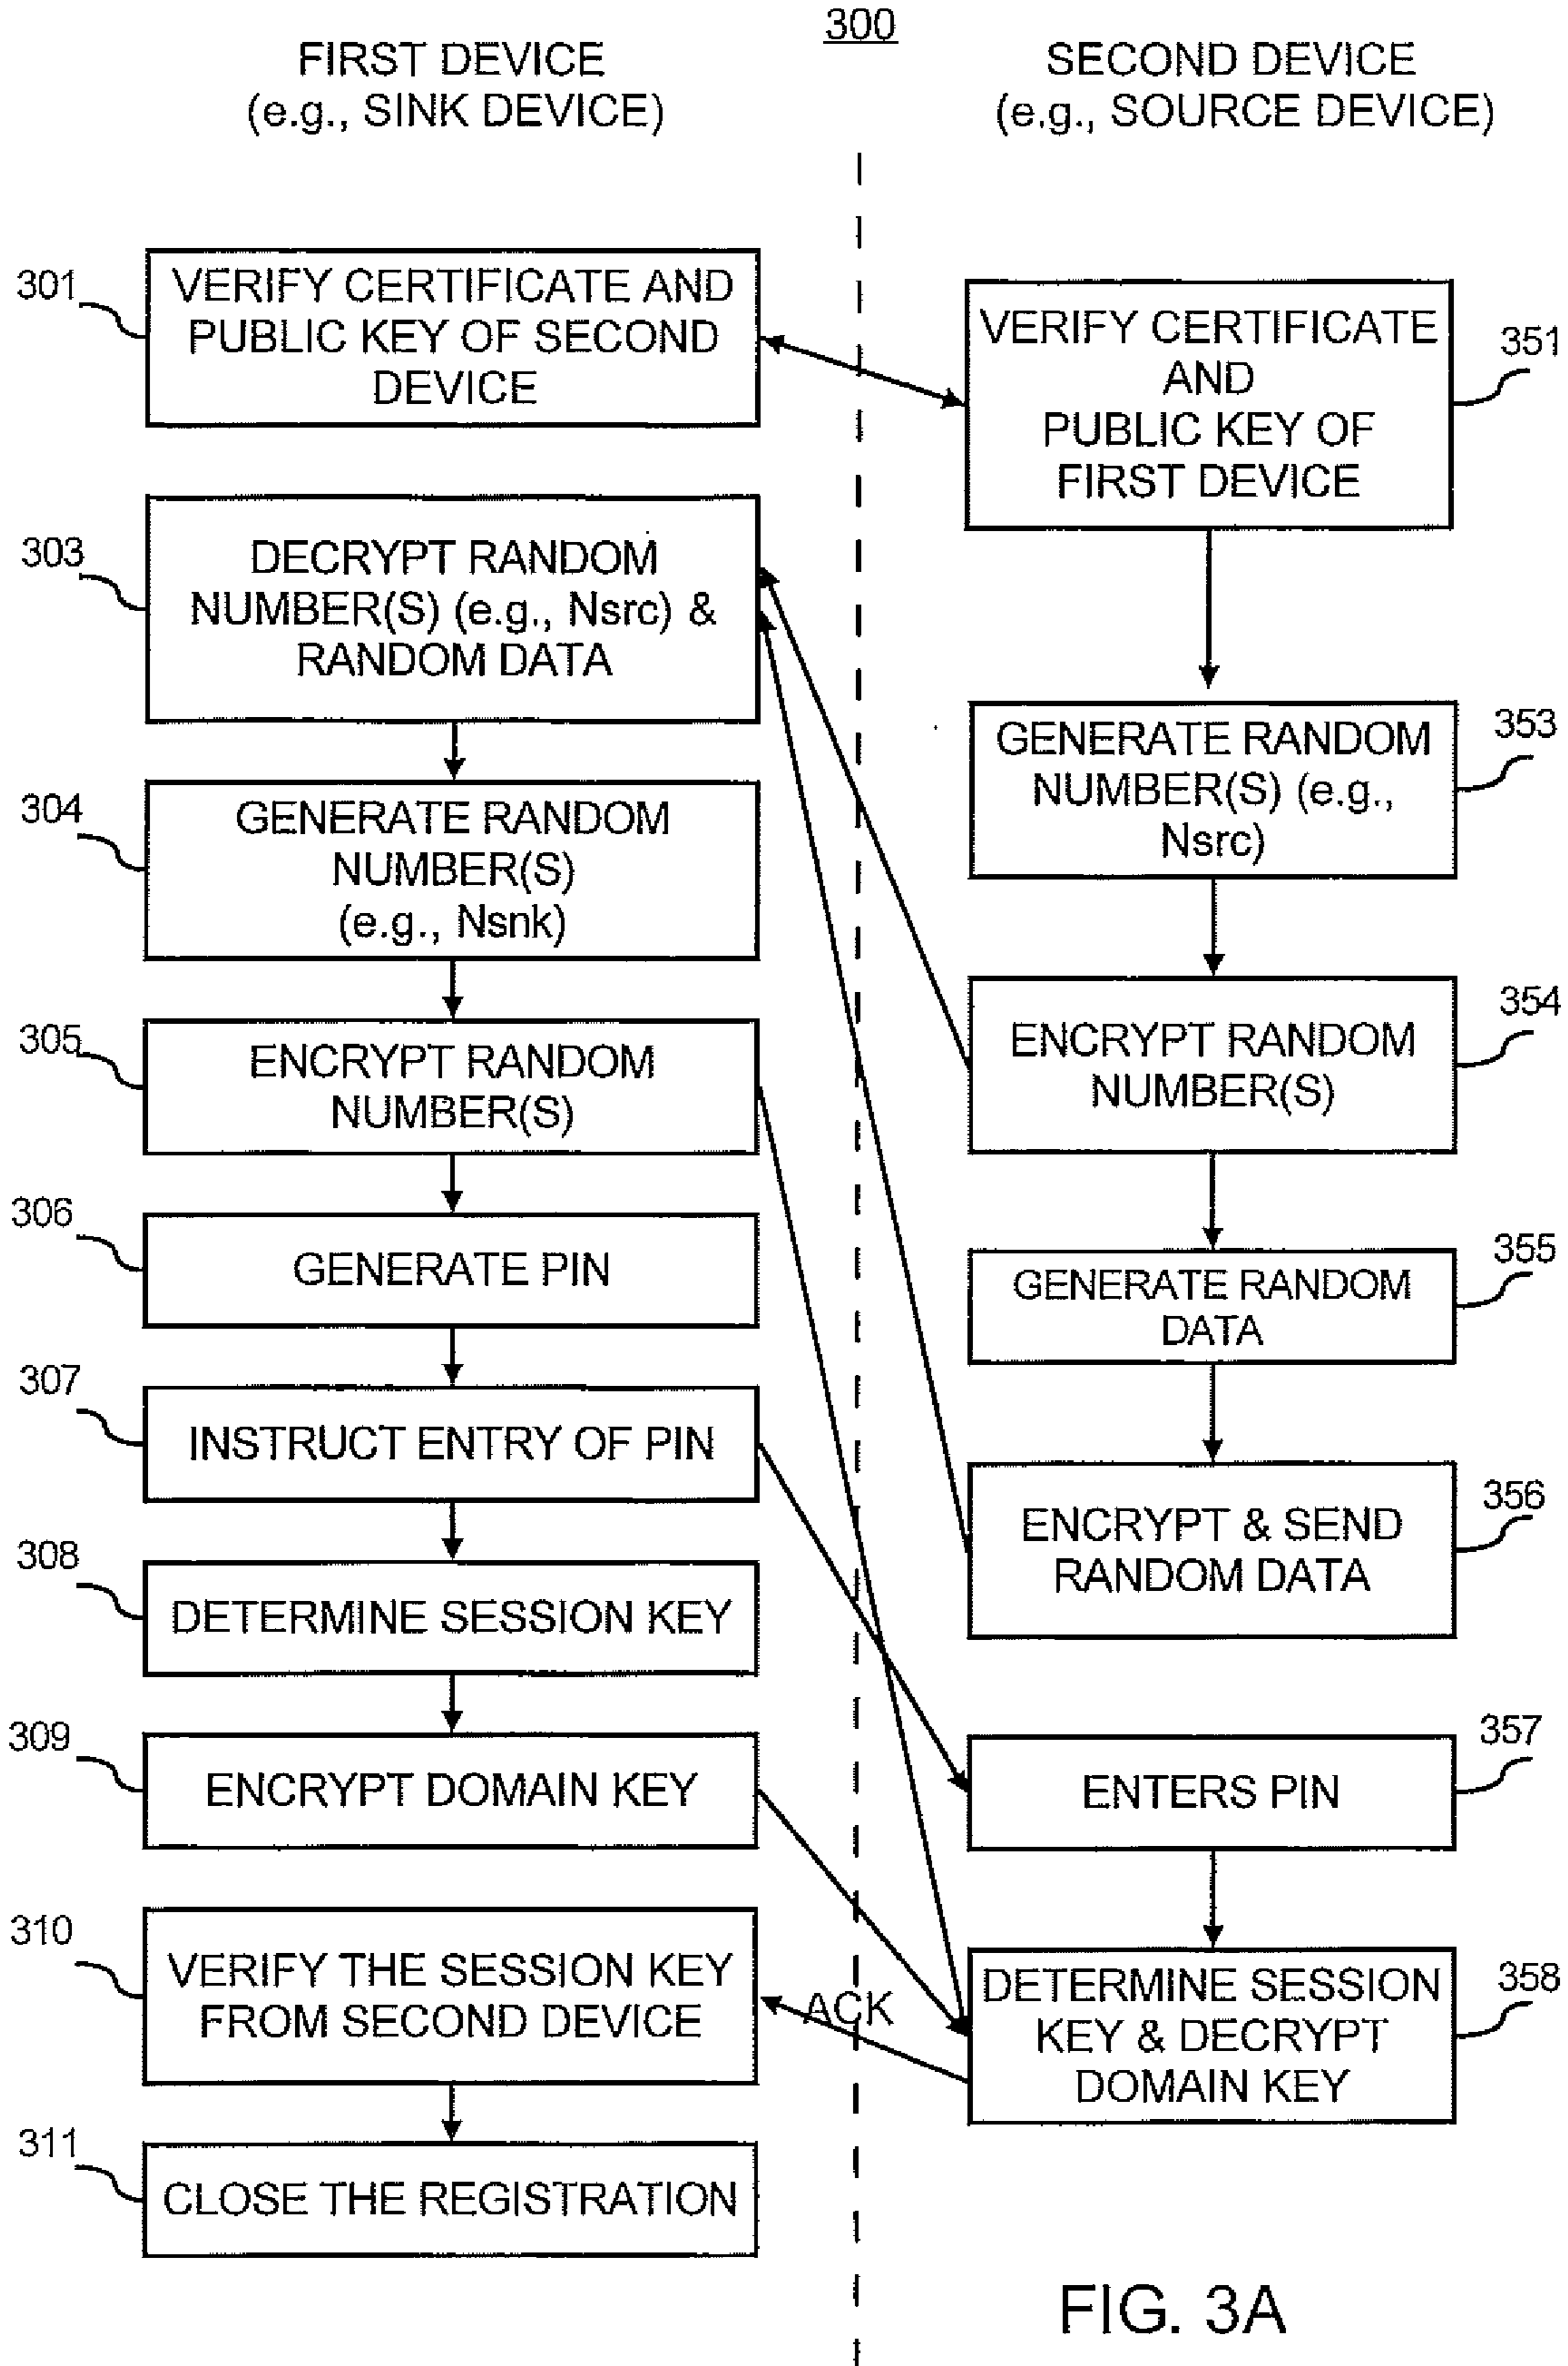 300
FIRST DEVICE
(e.g., SINK DEVICE)
SECOND DEVICE
(e.g., SOURCE DEVICE)
301
VERIFY CERTIFICATE AND
PUBLIC KEY OF SECOND
DEVICE
351
VERIFY CERTIFICATE
AND
PUBLIC KEY OF
FIRST DEVICE
303
DECRYPT RANDOM
NUMBER(S) (e.g., Nsrc) &
RANDOM DATA
353
GENERATE RANDOM
NUMBER(S) (e.g.,
Nsrc)
304
GENERATE RANDOM
NUMBER(S)
(e.g., Nsnk)
354
ENCRYPT RANDOM
NUMBER(S)
305
ENCRYPT RANDOM
NUMBER(S)
306
GENERATE PIN
355
GENERATE RANDOM
DATA
307
INSTRUCT ENTRY OF PIN
356
ENCRYPT & SEND
RANDOM DATA
308
DETERMINE SESSION KEY
309
ENCRYPT DOMAIN KEY
357
ENTERS PIN
310
VERIFY THE SESSION KEY
FROM SECOND DEVICE
ACK
358
DETERMINE SESSION
KEY & DECRYPT
DOMAIN KEY
311
CLOSE THE REGISTRATION
FIG. 3A